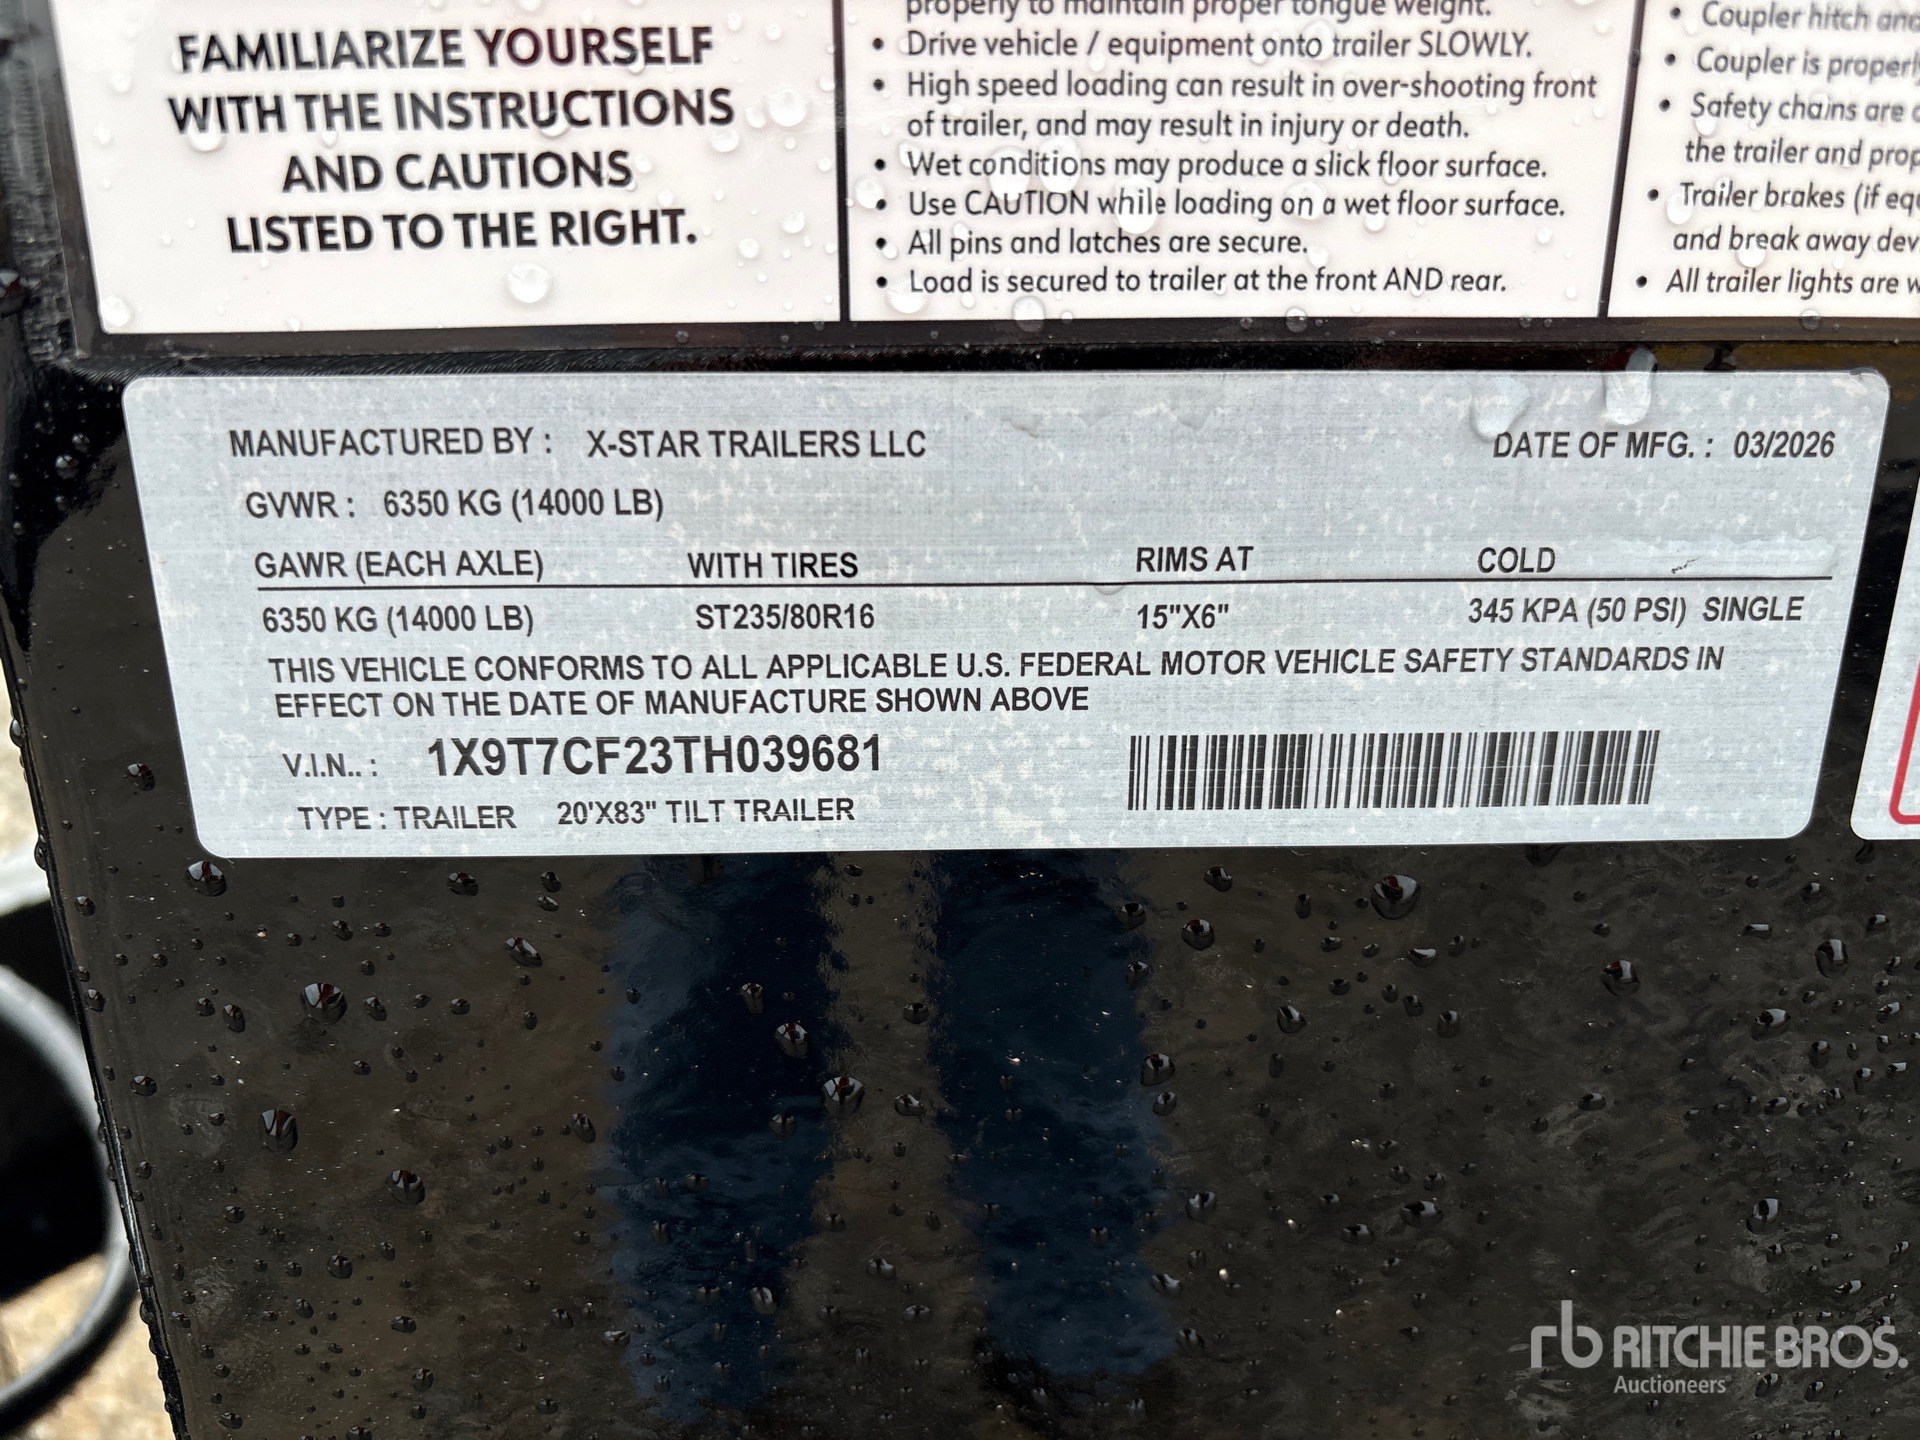 FAMILIARIZE YOURSELF
WITH THE INSTRUCTIONS
AND CAUTIONS
LISTED TO THE RIGHT.
properly to maintain proper tongue weight.
• Drive vehicle / equipment onto trailer SLOWLY.
• High speed loading can result in over-shooting front
of trailer, and may result in injury or death.
• Wet conditions may produce a slick floor surface.
• Use CAUTION while loading on a wet floor surface.
• All pins and latches are secure.
• Load is secured to trailer at the front AND rear.
• Coupler hitch
• Coupler is
• Safety chains are
the trailer and
• Trailer brakes (if
and break away
• All trailer lights are
MANUFACTURED BY : X-STAR TRAILERS LLC DATE OF MFG. : 03/2026
GVWR : 6350 KG (14000 LB)
GAWR (EACH AXLE) WITH TIRES RIMS AT COLD
6350 KG (14000 LB) ST235/80R16 15"X6" 345 KPA (50 PSI) SINGLE
THIS VEHICLE CONFORMS TO ALL APPLICABLE U.S. FEDERAL MOTOR VEHICLE SAFETY STANDARDS IN
EFFECT ON THE DATE OF MANUFACTURE SHOWN ABOVE
V.I.N.. : 1X9T7CF23TH039681
TYPE : TRAILER 20'X83" TILT TRAILER
rb RITCHIE BROS.
Auctioneers